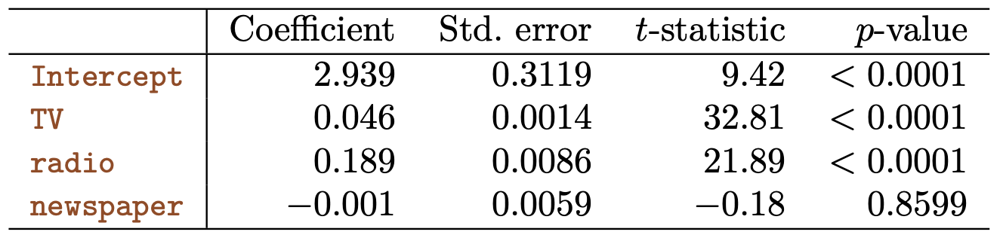 Coefficient Std. error t-statistic p-value
Intercept 2.939 0.3119 9.42 < 0.0001
TV 0.046 0.0014 32.81 < 0.0001
radio 0.189 0.0086 21.89 < 0.0001
newspaper −0.001 0.0059 −0.18 0.8599